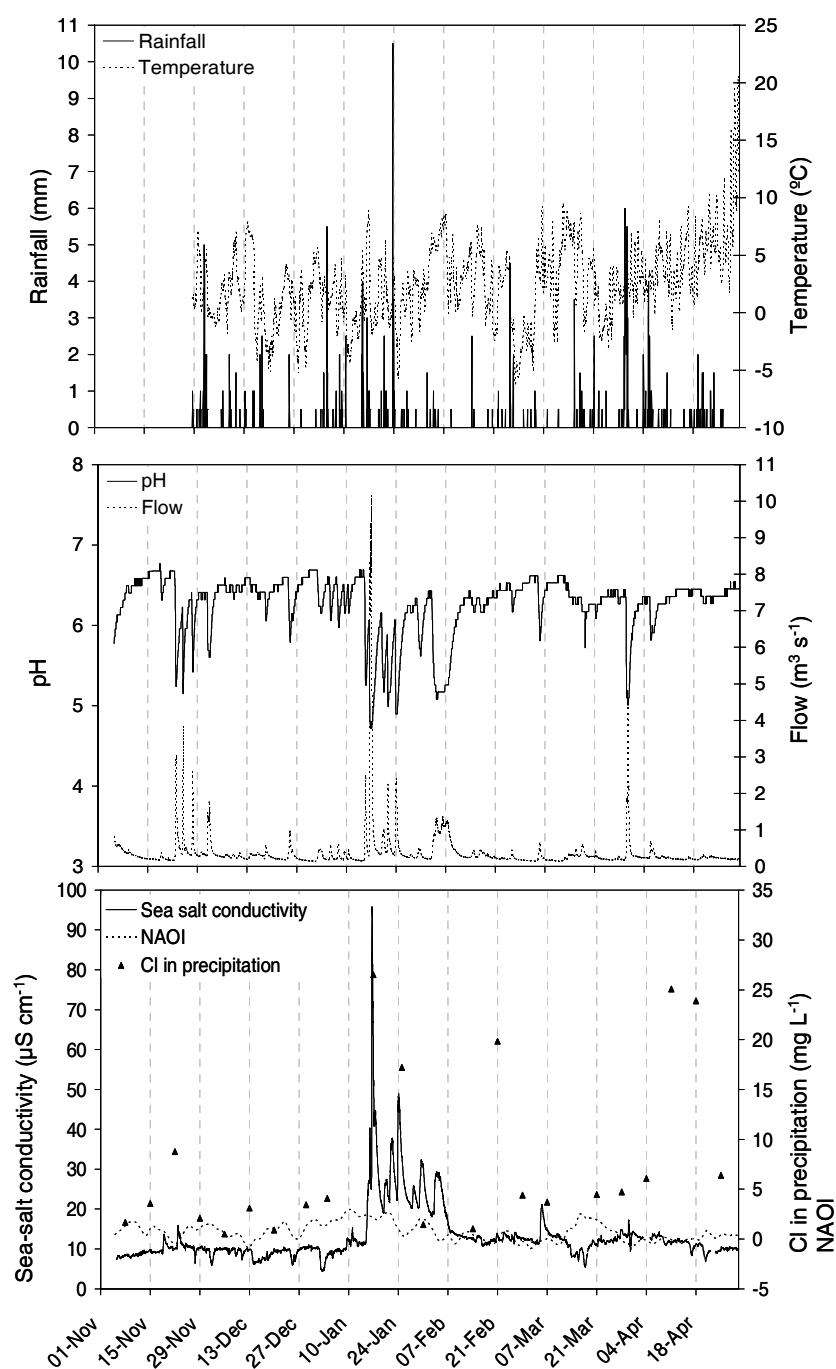 11
10
9
8
7
6
5
4
3
2
1
0
Rainfall (mm)
Rainfall
Temperature
25
20
15
10
5
0
-5
-10
Temperature (ºC)
8
7
6
5
4
3
pH
pH
Flow
11
10
9
8
7
6
5
4
3
2
1
0
Flow (m³ s⁻¹)
100
90
80
70
60
50
40
30
20
10
0
Sea-salt conductivity (µS cm⁻¹)
Sea salt conductivity
NAOI
Cl in precipitation
35
30
25
20
15
10
5
0
-5
Cl in precipitation (mg L⁻¹)
NAOI
01-Nov
15-Nov
29-Nov
13-Dec
27-Dec
10-Jan
24-Jan
07-Feb
21-Feb
07-Mar
21-Mar
04-Apr
18-Apr